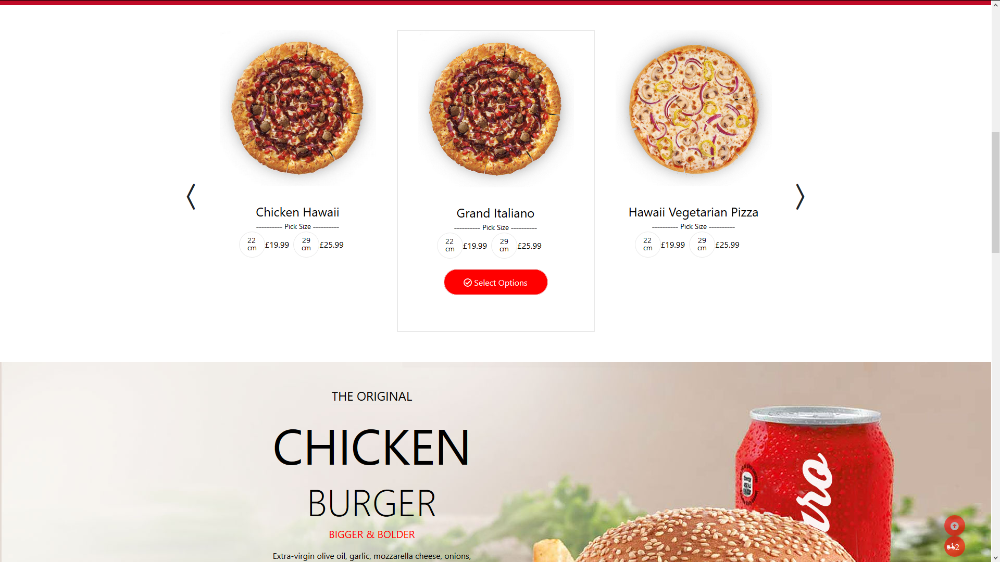 Chicken Hawaii
---------- Pick Size ----------
22 cm £19.99 29 cm £25.99
Grand Italiano
---------- Pick Size ----------
22 cm £19.99 29 cm £25.99
Select Options
Hawaii Vegetarian Pizza
---------- Pick Size ----------
22 cm £19.99 29 cm £25.99
THE ORIGINAL
CHICKEN
BURGER
BIGGER & BOLDER
Extra-virgin olive oil, garlic, mozzarella cheese, onions,
2